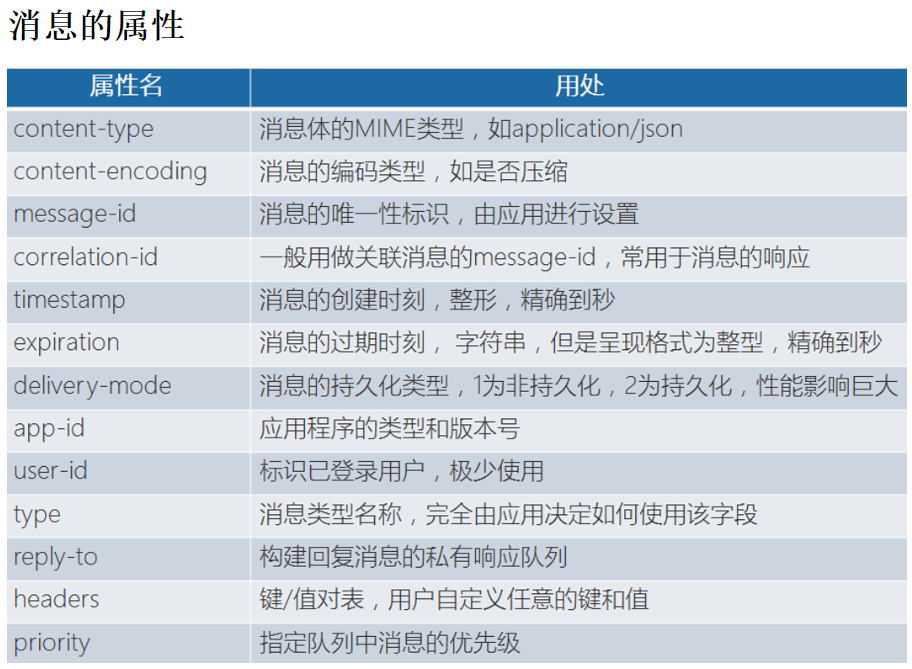 消息的属性
属性名 用处
content-type 消息体的MIME类型，如application/json
content-encoding 消息的编码类型，如是否压缩
message-id 消息的唯一性标识，由应用进行设置
correlation-id 一般用做关联消息的message-id，常用于消息的响应
timestamp 消息的创建时刻，整形，精确到秒
expiration 消息的过期时刻， 字符串，但是呈现格式为整型，精确到秒
delivery-mode 消息的持久化类型，1为非持久化，2为持久化，性能影响巨大
app-id 应用程序的类型和版本号
user-id 标识已登录用户，极少使用
type 消息类型名称，完全由应用决定如何使用该字段
reply-to 构建回复消息的私有响应队列
headers 键/值对表，用户自定义任意的键和值
priority 指定队列中消息的优先级